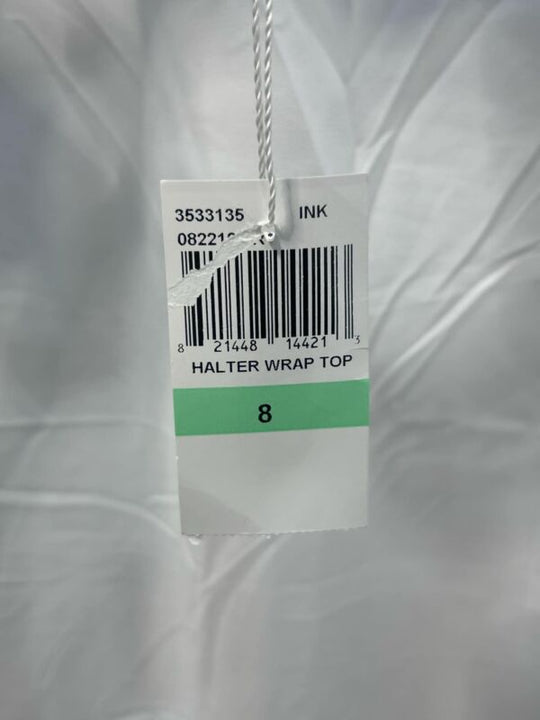 3533135 INK
8 21448 14421 3
HALTER WRAP TOP
8